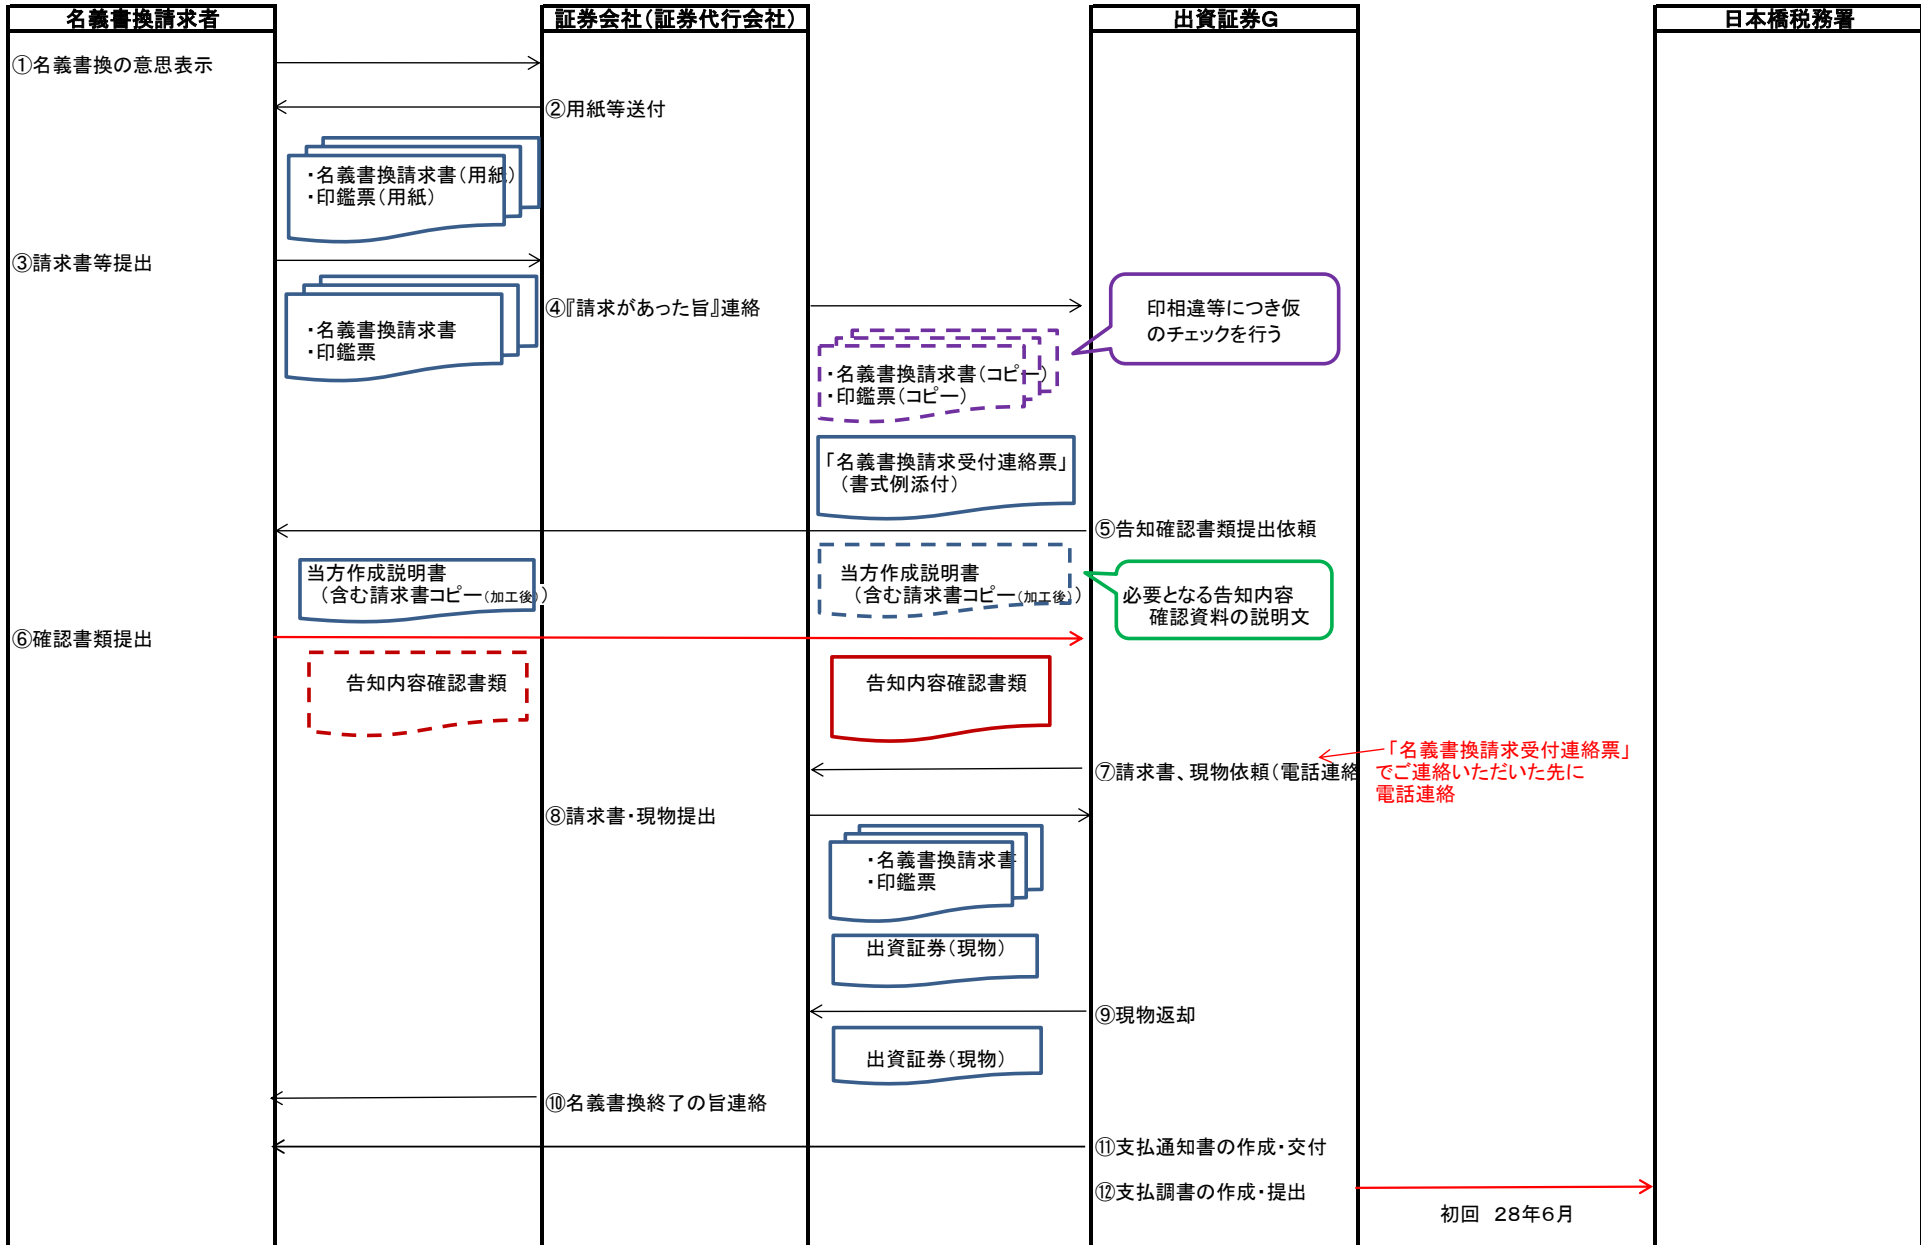 名義書換請求者
証券会社（証券代行会社）
出資証券G
日本橋税務署
①名義書換の意思表示
②用紙等送付
・名義書換請求書（用紙）
・印鑑票（用紙）
③請求書等提出
・名義書換請求書
・印鑑票
④『請求があった旨』連絡
印相違等につき仮
のチェックを行う
・名義書換請求書（コピー）
・印鑑票（コピー）
「名義書換請求受付連絡票」
（書式例添付）
⑤告知確認書類提出依頼
当方作成説明書
（含む請求書コピー（加工後））
当方作成説明書
（含む請求書コピー（加工後））
必要となる告知内容
確認資料の説明文
⑥確認書類提出
告知内容確認書類
告知内容確認書類
⑦請求書、現物依頼（電話連絡
「名義書換請求受付連絡票」
でご連絡いただいた先に
電話連絡
⑧請求書・現物提出
・名義書換請求書
・印鑑票
出資証券（現物）
⑨現物返却
出資証券（現物）
⑩名義書換終了の旨連絡
⑪支払通知書の作成・交付
⑫支払調書の作成・提出
初回　28年6月